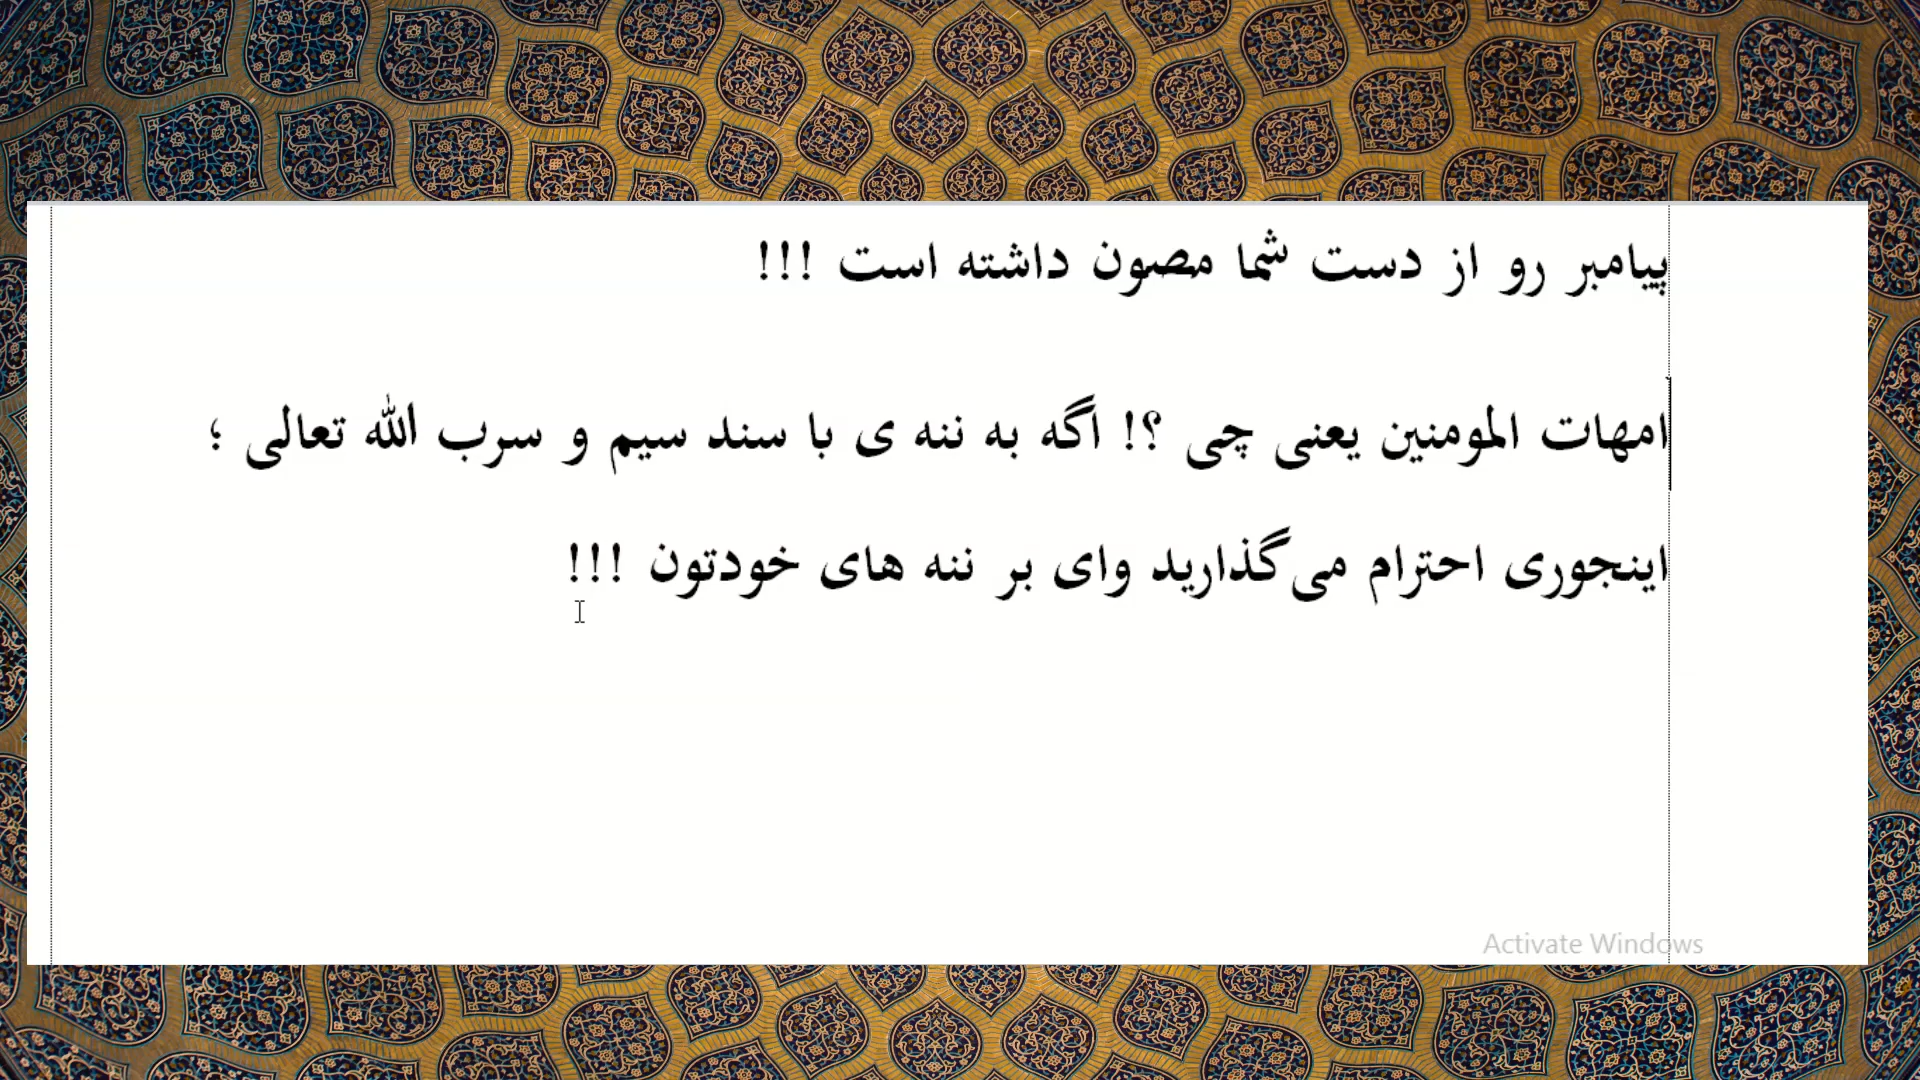 پیامبر رو از دست شما مصون داشته است !!!
امهات المومنین یعنی چی ؟! اگه به ننه ی با سند سیم و سرب الله تعالی ؛
اینجوری احترام می‌گذارید وای بر ننه های خودتون !!!
Activate Windows